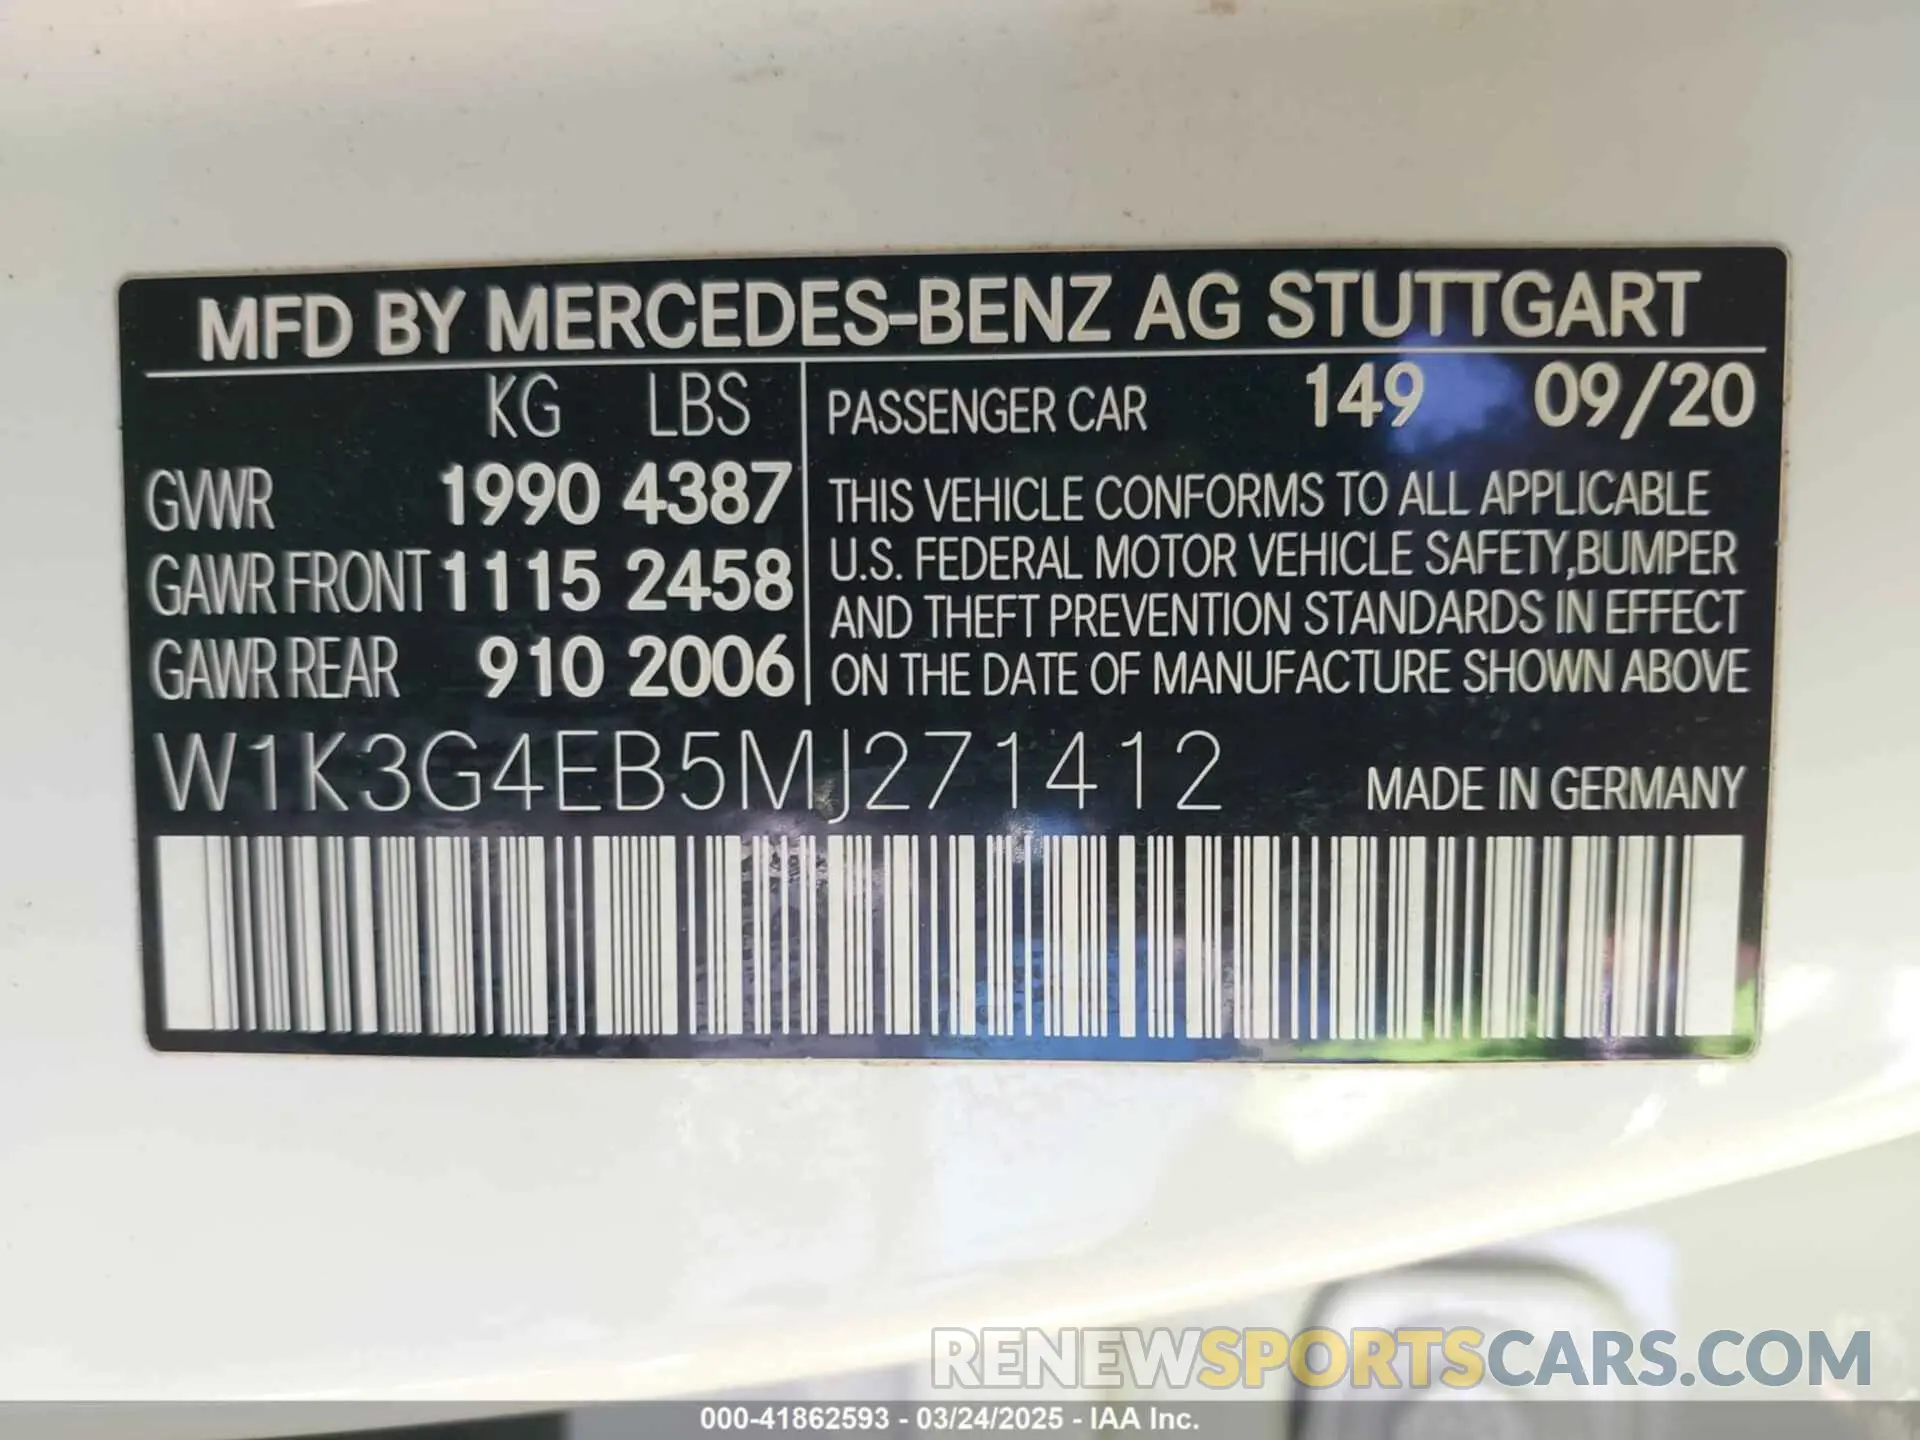 MFD BY MERCEDES-BENZ AG STUTTGART
KG LBS
GVWR 1990 4387
GAWR FRONT 1115 2458
GAWR REAR 910 2006
PASSENGER CAR 149 09/20
THIS VEHICLE CONFORMS TO ALL APPLICABLE
U.S. FEDERAL MOTOR VEHICLE SAFETY,BUMPER
AND THEFT PREVENTION STANDARDS IN EFFECT
ON THE DATE OF MANUFACTURE SHOWN ABOVE
W1K3G4EB5MJ271412
MADE IN GERMANY
RENEWSPORTSCARS.COM
000-41862593 - 03/24/2025 - IAA Inc.